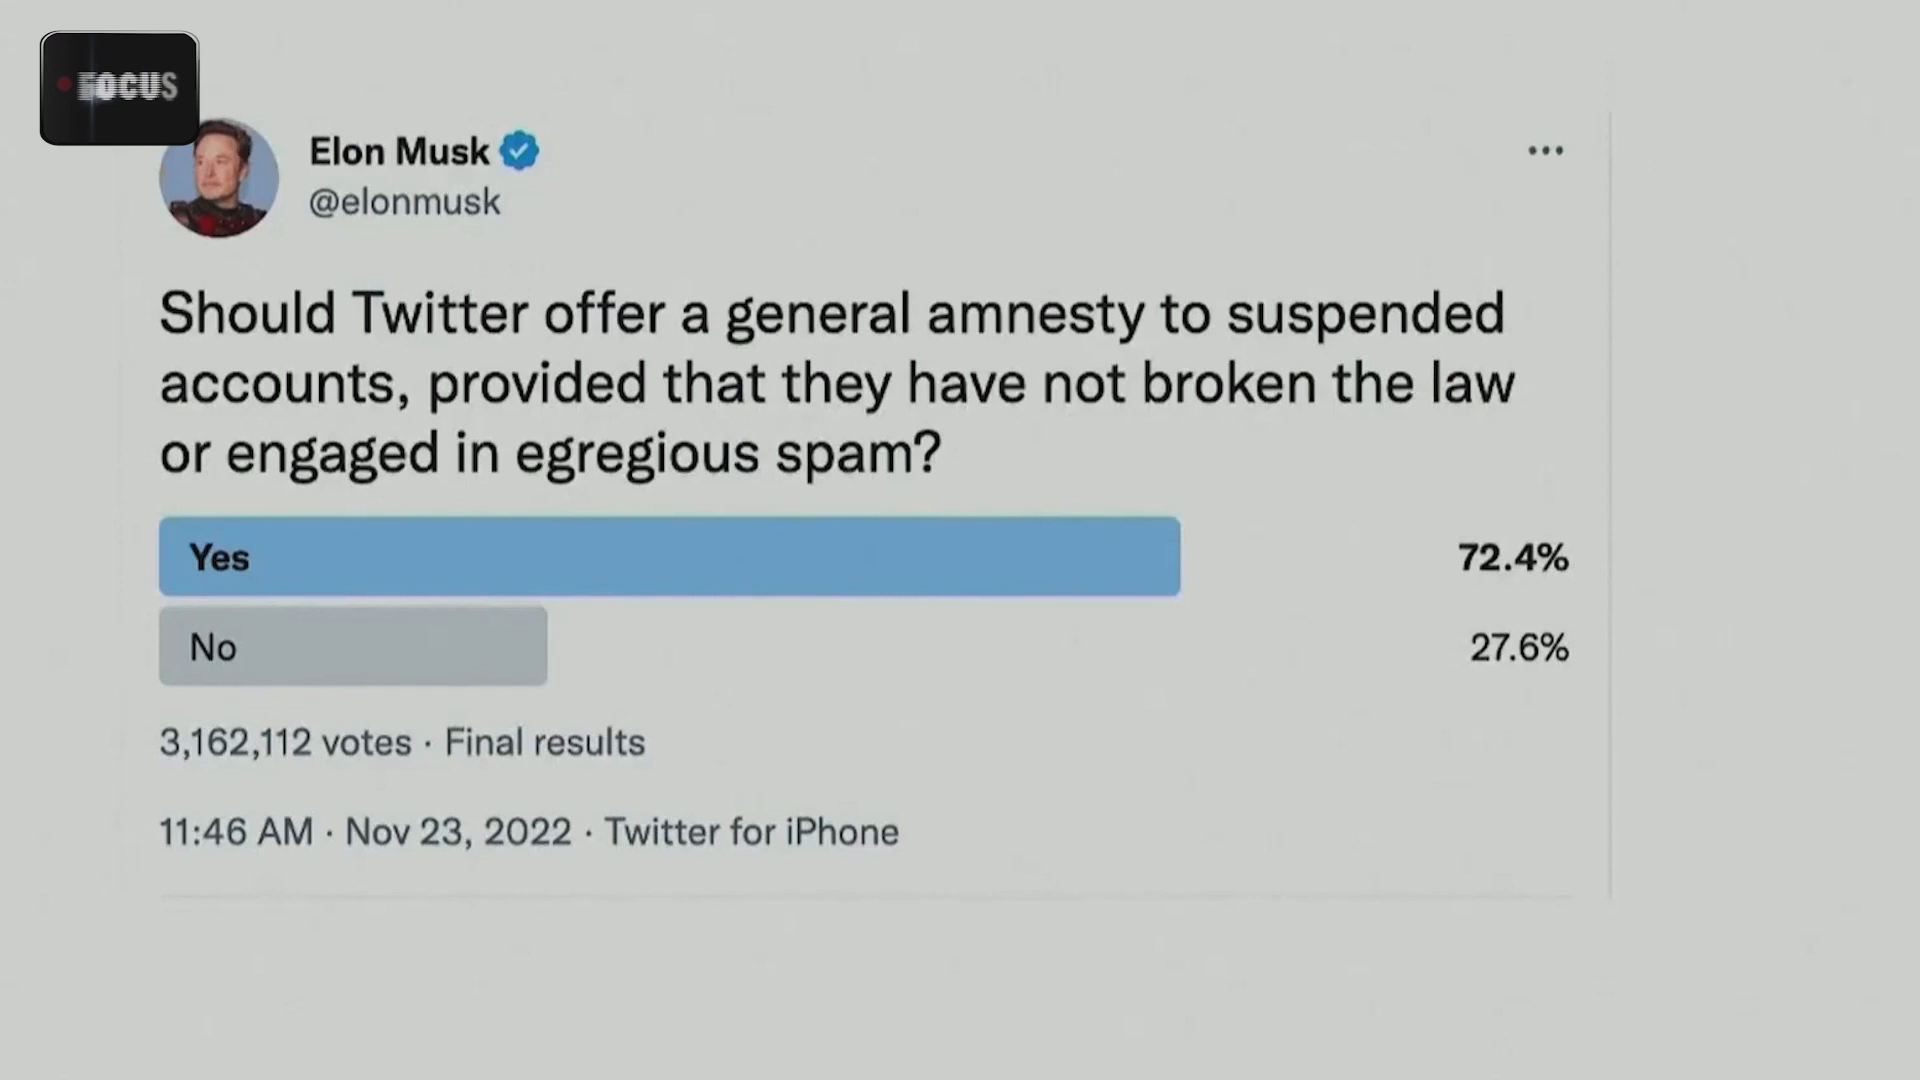 FOCUS
Elon Musk
@elonmusk
Should Twitter offer a general amnesty to suspended
accounts, provided that they have not broken the law
or engaged in egregious spam?
Yes
72.4%
No
27.6%
3,162,112 votes · Final results
11:46 AM · Nov 23, 2022 · Twitter for iPhone